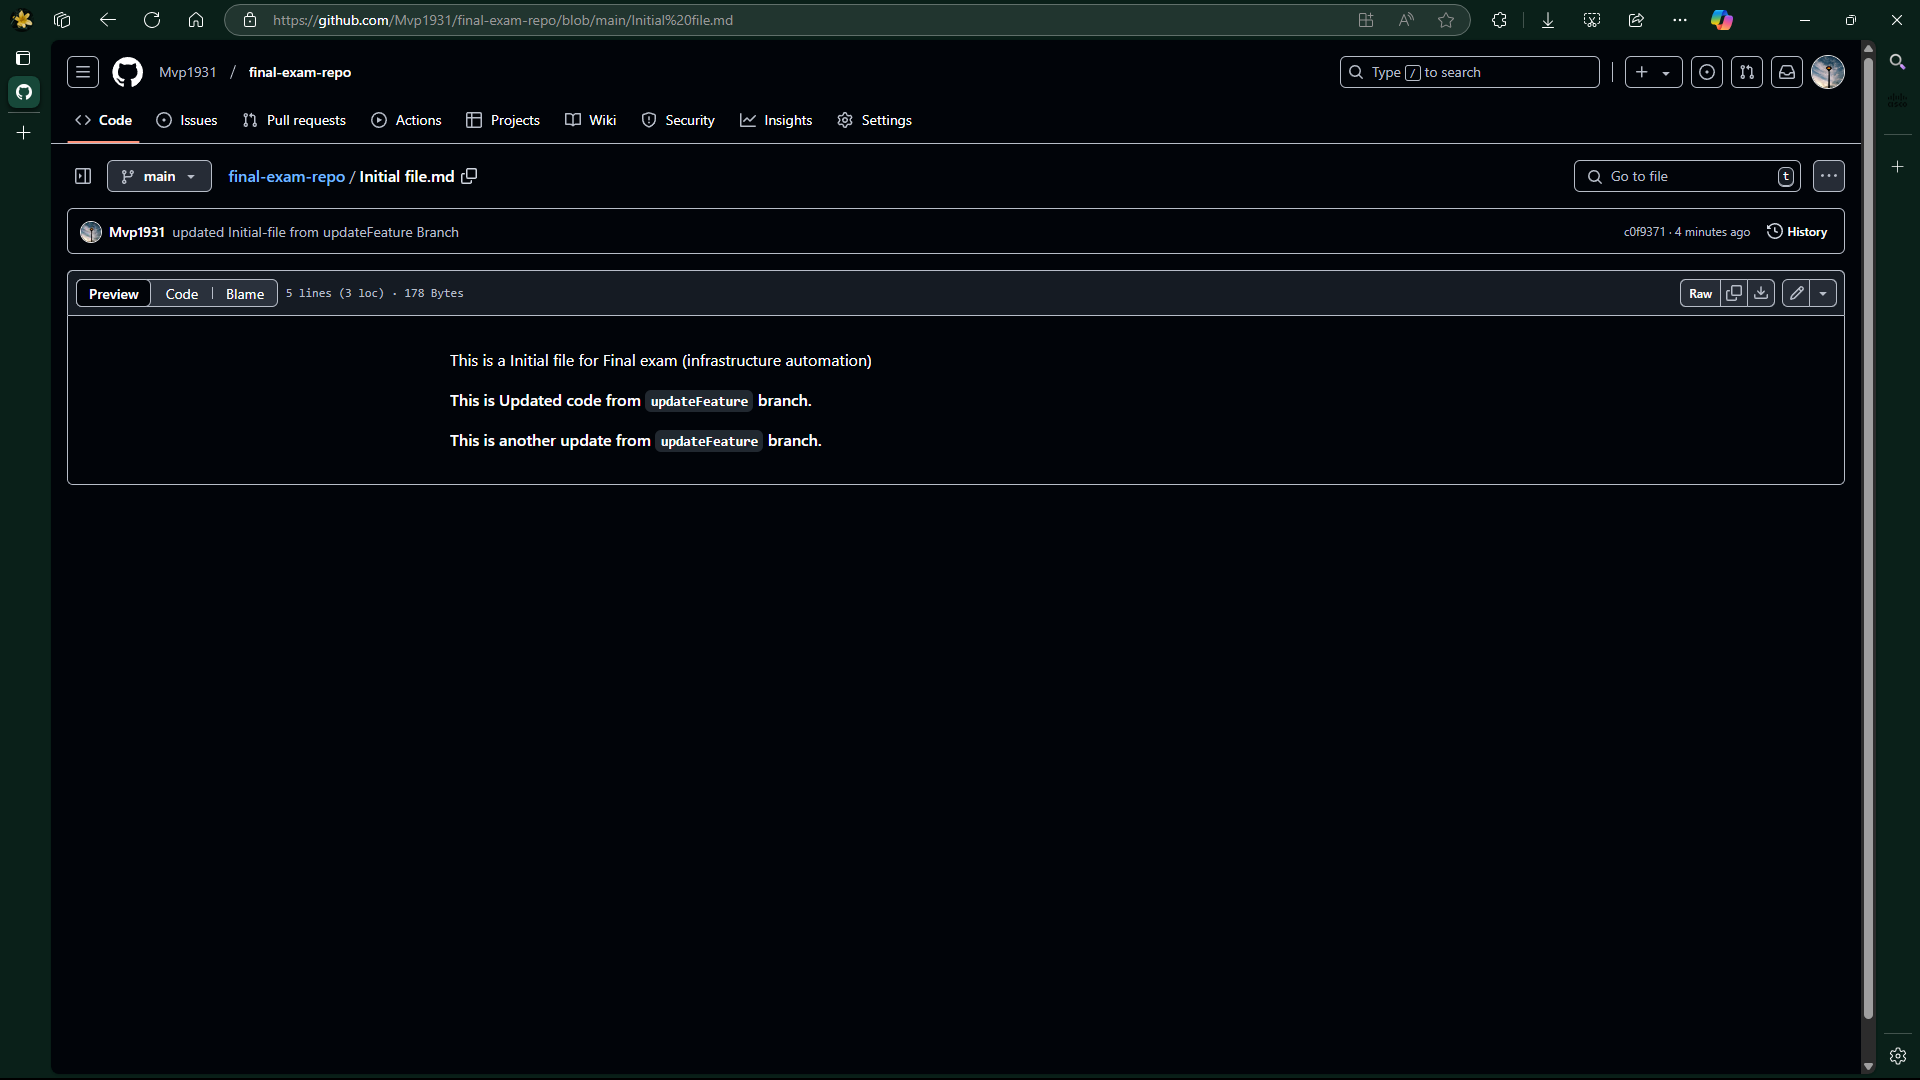 https://github.com/Mvp1931/final-exam-repo/blob/main/Initial%20file.md
Mvp1931 / final-exam-repo
Type / to search
Code
Issues
Pull requests
Actions
Projects
Wiki
Security
Insights
Settings
main
final-exam-repo / Initial file.md
Go to file
t
Mvp1931 updated Initial-file from updateFeature Branch
c0f9371 · 4 minutes ago
History
Preview
Code
Blame
5 lines (3 loc) · 178 Bytes
Raw
This is a Initial file for Final exam (infrastructure automation)
This is Updated code from updateFeature branch.
This is another update from updateFeature branch.